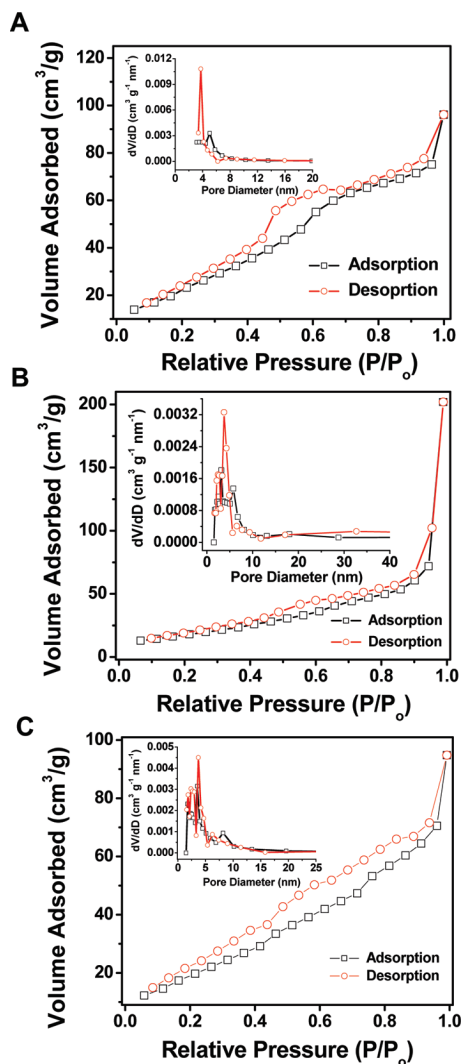 A
Volume Adsorbed (cm³/g)
120
100
80
60
40
20
0.0 0.2 0.4 0.6 0.8 1.0
Relative Pressure (P/Pₒ)
Adsorption
Desoprtion
dV/dD (cm³ g⁻¹ nm⁻¹)
0.012
0.009
0.006
0.003
0.000
0 4 8 12 16 20
Pore Diameter (nm)
B
Volume Adsorbed (cm³/g)
200
150
100
50
0
0.0 0.2 0.4 0.6 0.8 1.0
Relative Pressure (P/Pₒ)
Adsorption
Desorption
dV/dD (cm³ g⁻¹ nm⁻¹)
0.0032
0.0024
0.0016
0.0008
0.0000
0 10 20 30 40
Pore Diameter (nm)
C
Volume Adsorbed (cm³/g)
100
80
60
40
20
0.0 0.2 0.4 0.6 0.8 1.0
Relative Pressure (P/Pₒ)
Adsorption
Desorption
dV/dD (cm³ g⁻¹ nm⁻¹)
0.005
0.004
0.003
0.002
0.001
0.000
0 5 10 15 20 25
Pore Diameter (nm)